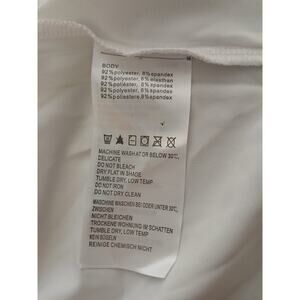 BODY
92%polyester, 8%spandex
92%polyester, 8%elasthan
92%poliéster, 8%spandex
92%polyester, 8%spandex
92%poliestere,8%spandex
MACHINE WASH AT OR BELOW 30℃,
DELICATE
DO NOT BLEACH
DRY FLAT IN SHADE
TUMBLE DRY, LOW TEMP
DO NOT IRON
DO NOT DRY CLEAN
MASCHINE WASCHEN BEI ODER UNTER 30℃,
ZWISCHEN
NICHT BLEICHEN
TROCKENE WOHNUNG IM SCHATTEN
TUMBLE DRY, LOW TEMP
KEIN BÜGELN
REINIGE CHEMISCH NICHT